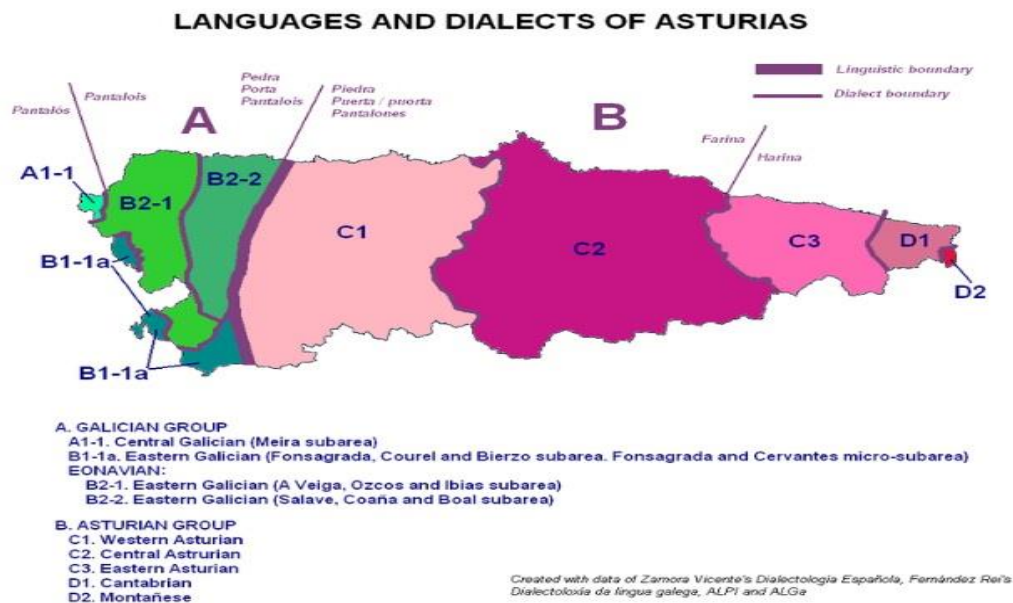 LANGUAGES AND DIALECTS OF ASTURIAS
Pantalós
Pantalois
A
Pedra
Porta
Pantalois
Piedra
Puerta / puorta
Pantalones
B
Linguistic boundary
Dialect boundary
Farina
Harina
A1-1
B2-1
B2-2
B1-1a
B1-1a
C1
C2
C3
D1
D2
A. GALICIAN GROUP
A1-1. Central Galician (Meira subarea)
B1-1a. Eastern Galician (Fonsagrada, Courel and Bierzo subarea. Fonsagrada and Cervantes micro-subarea)
EONAVIAN:
B2-1. Eastern Galician (A Veiga, Ozcos and Ibias subarea)
B2-2. Eastern Galician (Salave, Coaña and Boal subarea)
B. ASTURIAN GROUP
C1. Western Asturian
C2. Central Astrurian
C3. Eastern Asturian
D1. Cantabrian
D2. Montañese
Created with data of Zamora Vicente's Dialectología Española, Fernández Rei's
Dialectoloxía da lingua galega, ALPI and ALGa